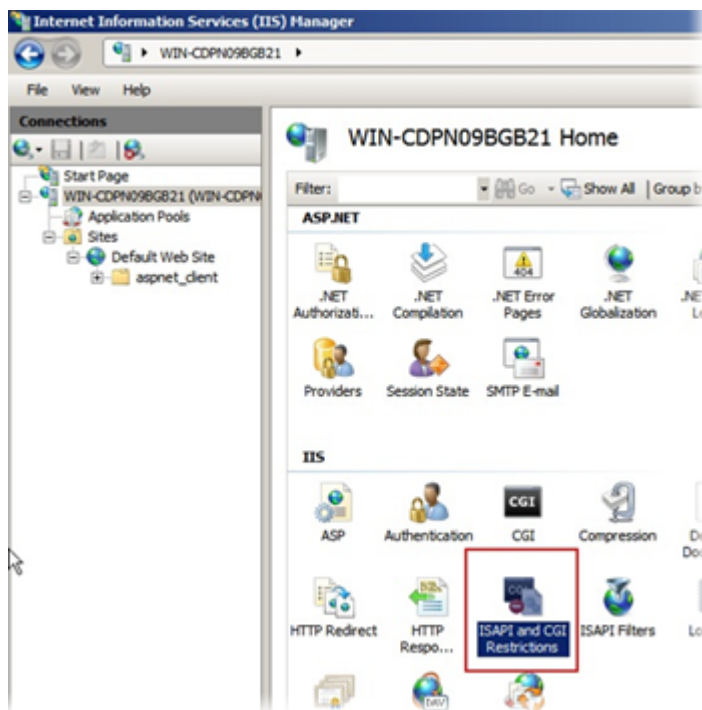 Internet Information Services (IIS) Manager
WIN-CDPN09BGB21
File View Help
Connections
Start Page
WIN-CDPN09BGB21 (WIN-CDPN
Application Pools
Sites
Default Web Site
aspnet_client
WIN-CDPN09BGB21 Home
Filter: Go Show All Group b
ASP.NET
.NET Authorizati...
.NET Compilation
.NET Error Pages
.NET Globalization
Providers
Session State
SMTP E-mail
IIS
ASP
Authentication
CGI
Compression
HTTP Redirect
HTTP Respo...
ISAPI and CGI Restrictions
ISAPI Filters